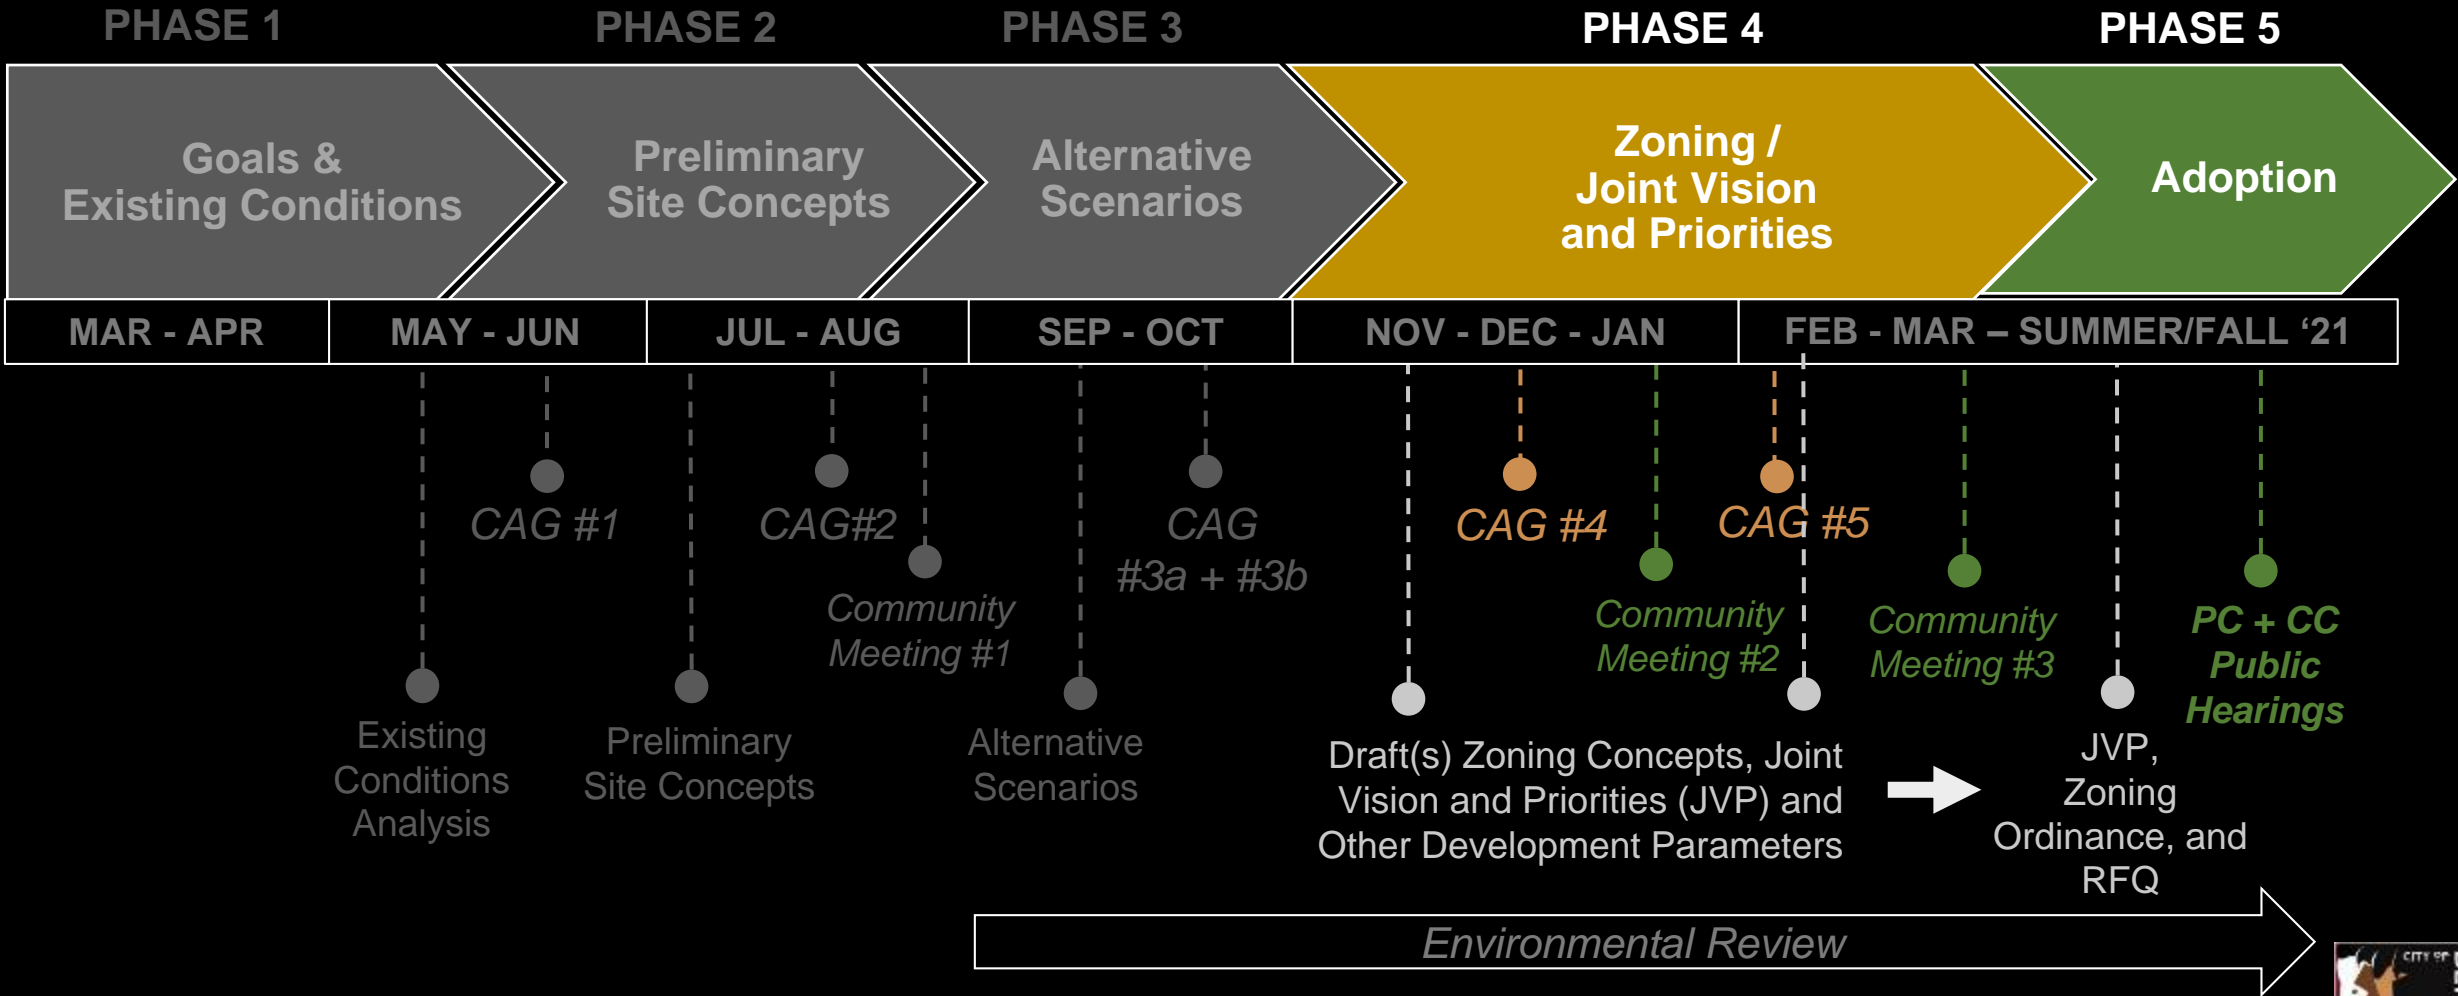 PHASE 1
PHASE 2
PHASE 3
PHASE 4
PHASE 5
Goals &
Existing Conditions
Preliminary
Site Concepts
Alternative
Scenarios
Zoning /
Joint Vision
and Priorities
Adoption
MAR - APR
MAY - JUN
JUL - AUG
SEP - OCT
NOV - DEC - JAN
FEB - MAR – SUMMER/FALL ‘21
CAG #1
CAG#2
CAG
#3a + #3b
CAG #4
CAG #5
Community
Meeting #1
Community
Meeting #2
Community
Meeting #3
PC + CC
Public
Hearings
Existing
Conditions
Analysis
Preliminary
Site Concepts
Alternative
Scenarios
Draft(s) Zoning Concepts, Joint
Vision and Priorities (JVP) and
Other Development Parameters
JVP,
Zoning
Ordinance, and
RFQ
Environmental Review
CITY OF